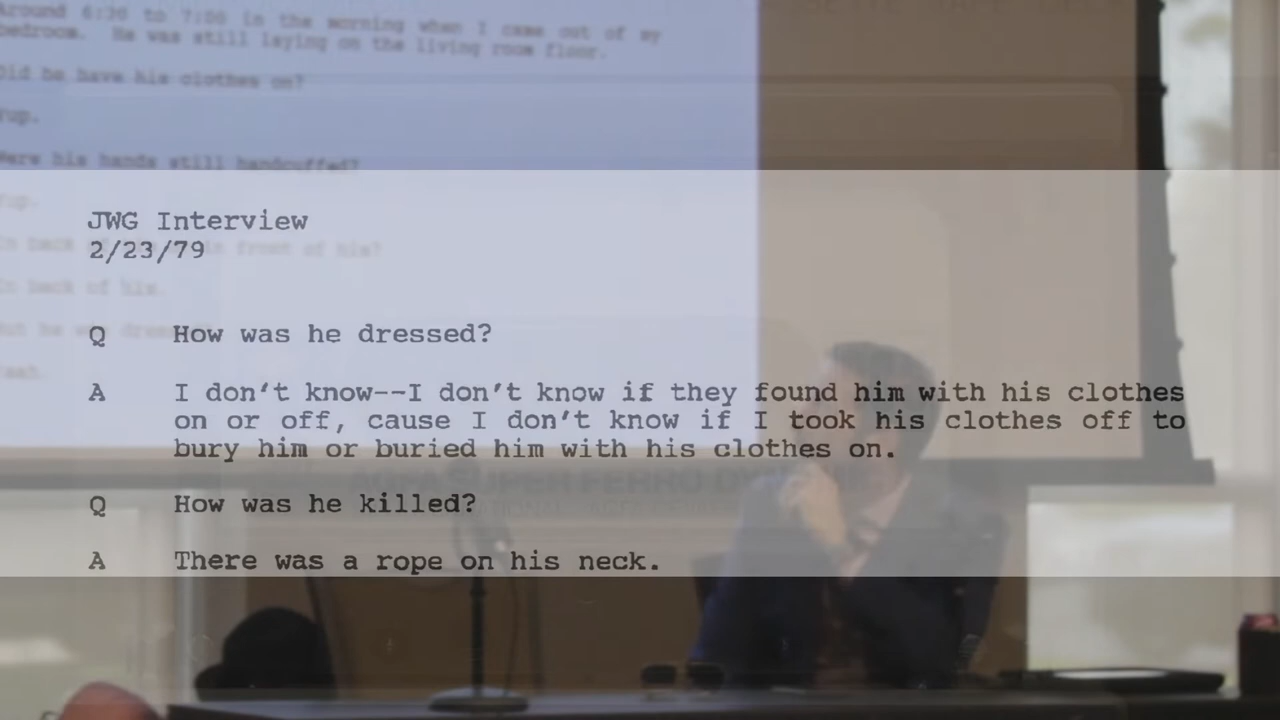 Around 6:30 to 7:00 in the morning when I came out of my
bedroom. He was still laying on the living room floor.
Did he have his clothes on?
Yup.
Were his hands still handcuffed?
Yup.
In back of him.
JWG Interview
2/23/79
Q How was he dressed?
A I don't know--I don't know if they found him with his clothes
on or off, cause I don't know if I took his clothes off to
bury him or buried him with his clothes on.
Q How was he killed?
A There was a rope on his neck.